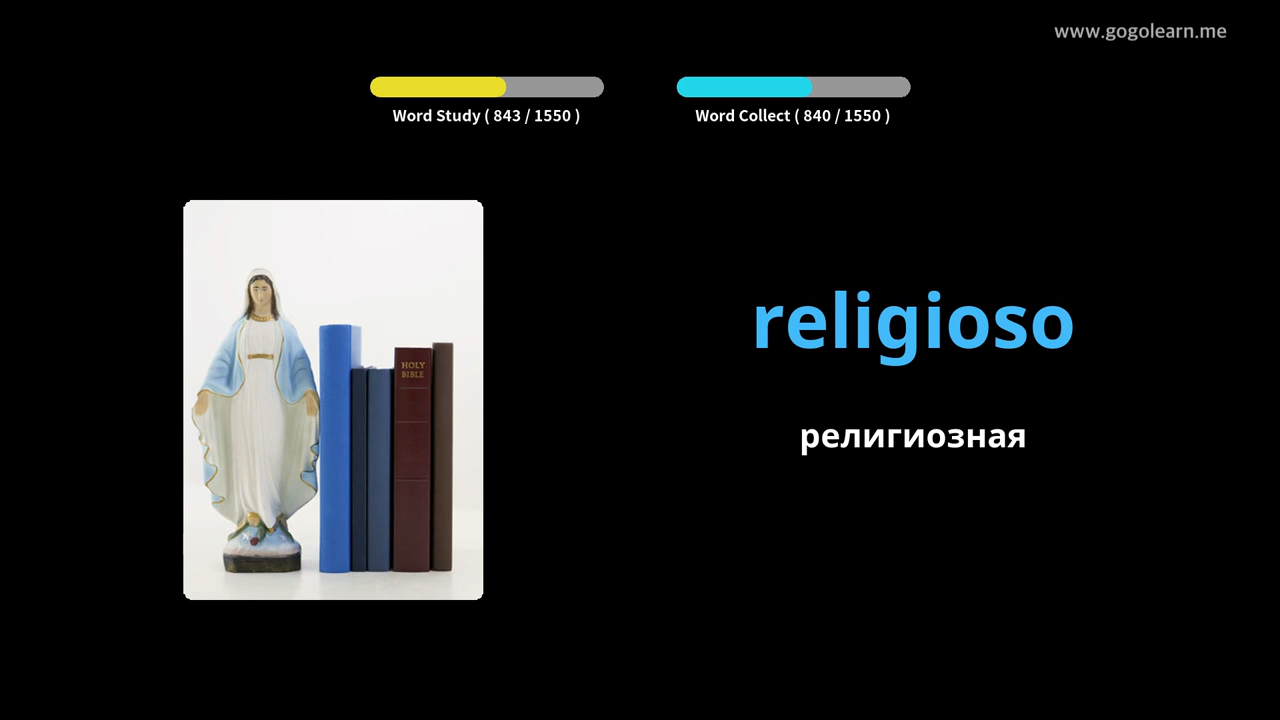 www.gogolearn.me
Word Study ( 843 / 1550 )
Word Collect ( 840 / 1550 )
religioso
HOLY
BIBLE
религиозная